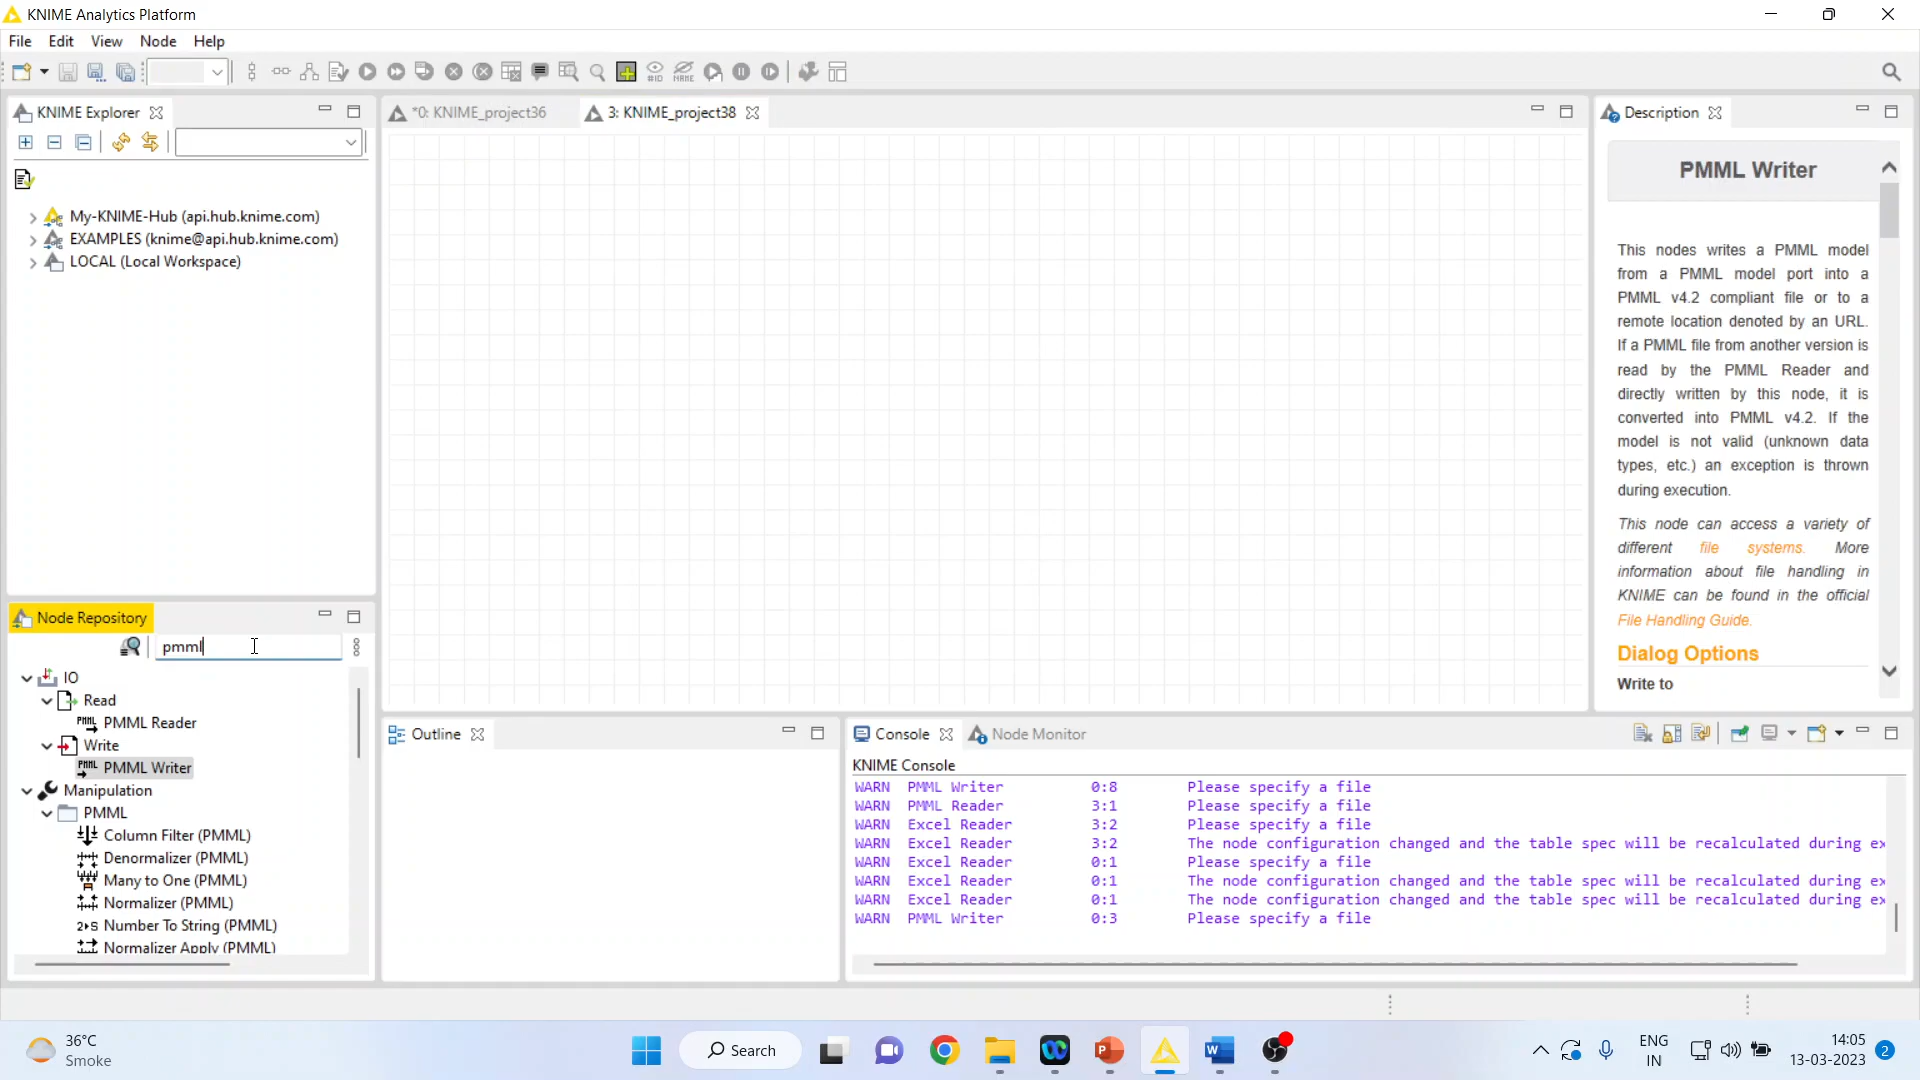 KNIME Analytics Platform
File Edit View Node Help
KNIME Explorer
*0: KNIME_project36
3: KNIME_project38
Description
My-KNIME-Hub (api.hub.knime.com)
EXAMPLES (knime@api.hub.knime.com)
LOCAL (Local Workspace)
PMML Writer
This nodes writes a PMML model
from a PMML model port into a
PMML v4.2 compliant file or to a
remote location denoted by an URL.
If a PMML file from another version is
read by the PMML Reader and
directly written by this node, it is
converted into PMML v4.2. If the
model is not valid (unknown data
types, etc.) an exception is thrown
during execution.
This node can access a variety of
different file systems. More
information about file handling in
KNIME can be found in the official
File Handling Guide.
Dialog Options
Write to
Node Repository
pmml
IO
Read
PMML Reader
Write
PMML Writer
Manipulation
PMML
Column Filter (PMML)
Denormalizer (PMML)
Many to One (PMML)
Normalizer (PMML)
Number To String (PMML)
Normalizer Apply (PMML)
Outline
Console
Node Monitor
KNIME Console
WARN PMML Writer 0:8 Please specify a file
WARN PMML Reader 3:1 Please specify a file
WARN Excel Reader 3:2 Please specify a file
WARN Excel Reader 3:2 The node configuration changed and the table spec will be recalculated during ex
WARN Excel Reader 0:1 Please specify a file
WARN Excel Reader 0:1 The node configuration changed and the table spec will be recalculated during ex
WARN Excel Reader 0:1 The node configuration changed and the table spec will be recalculated during ex
WARN PMML Writer 0:3 Please specify a file
36°C
Smoke
Search
ENG
IN
14:05
13-03-2023
2